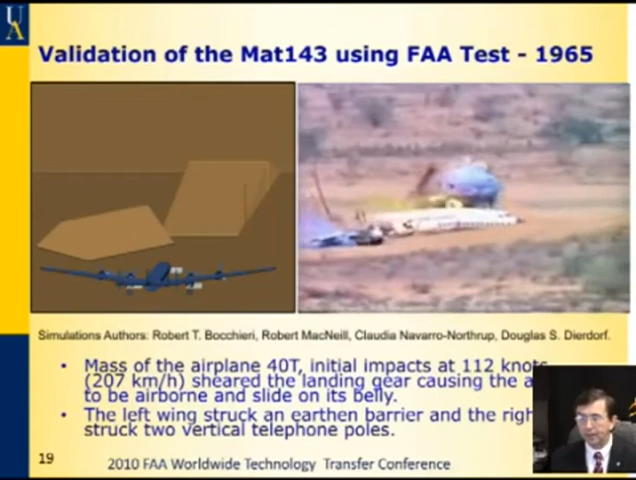 UA
Validation of the Mat143 using FAA Test - 1965
Simulations Authors: Robert T. Bocchieri, Robert MacNeill, Claudia Navarro-Northrup, Douglas S. Dierdorf.
• Mass of the airplane 40T, initial impacts at 112 knots
(207 km/h) sheared the landing gear causing the a
to be airborne and slide on its belly.
• The left wing struck an earthen barrier and the righ
struck two vertical telephone poles.
19
2010 FAA Worldwide Technology Transfer Conference